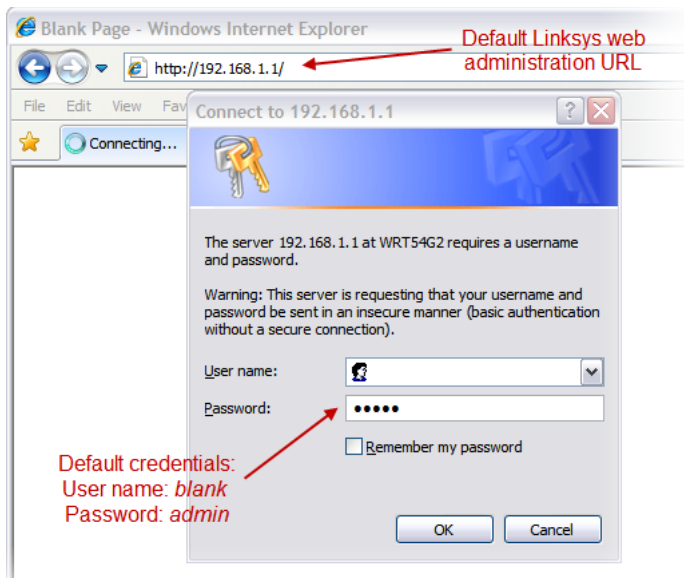 Blank Page - Windows Internet Explorer
Default Linksys web
administration URL
http://192.168.1.1/
File Edit View Fav
Connect to 192.168.1.1
Connecting...
The server 192.168.1.1 at WRT54G2 requires a username
and password.
Warning: This server is requesting that your username and
password be sent in an insecure manner (basic authentication
without a secure connection).
User name:
Password: •••••
Remember my password
Default credentials:
User name: blank
Password: admin
OK Cancel